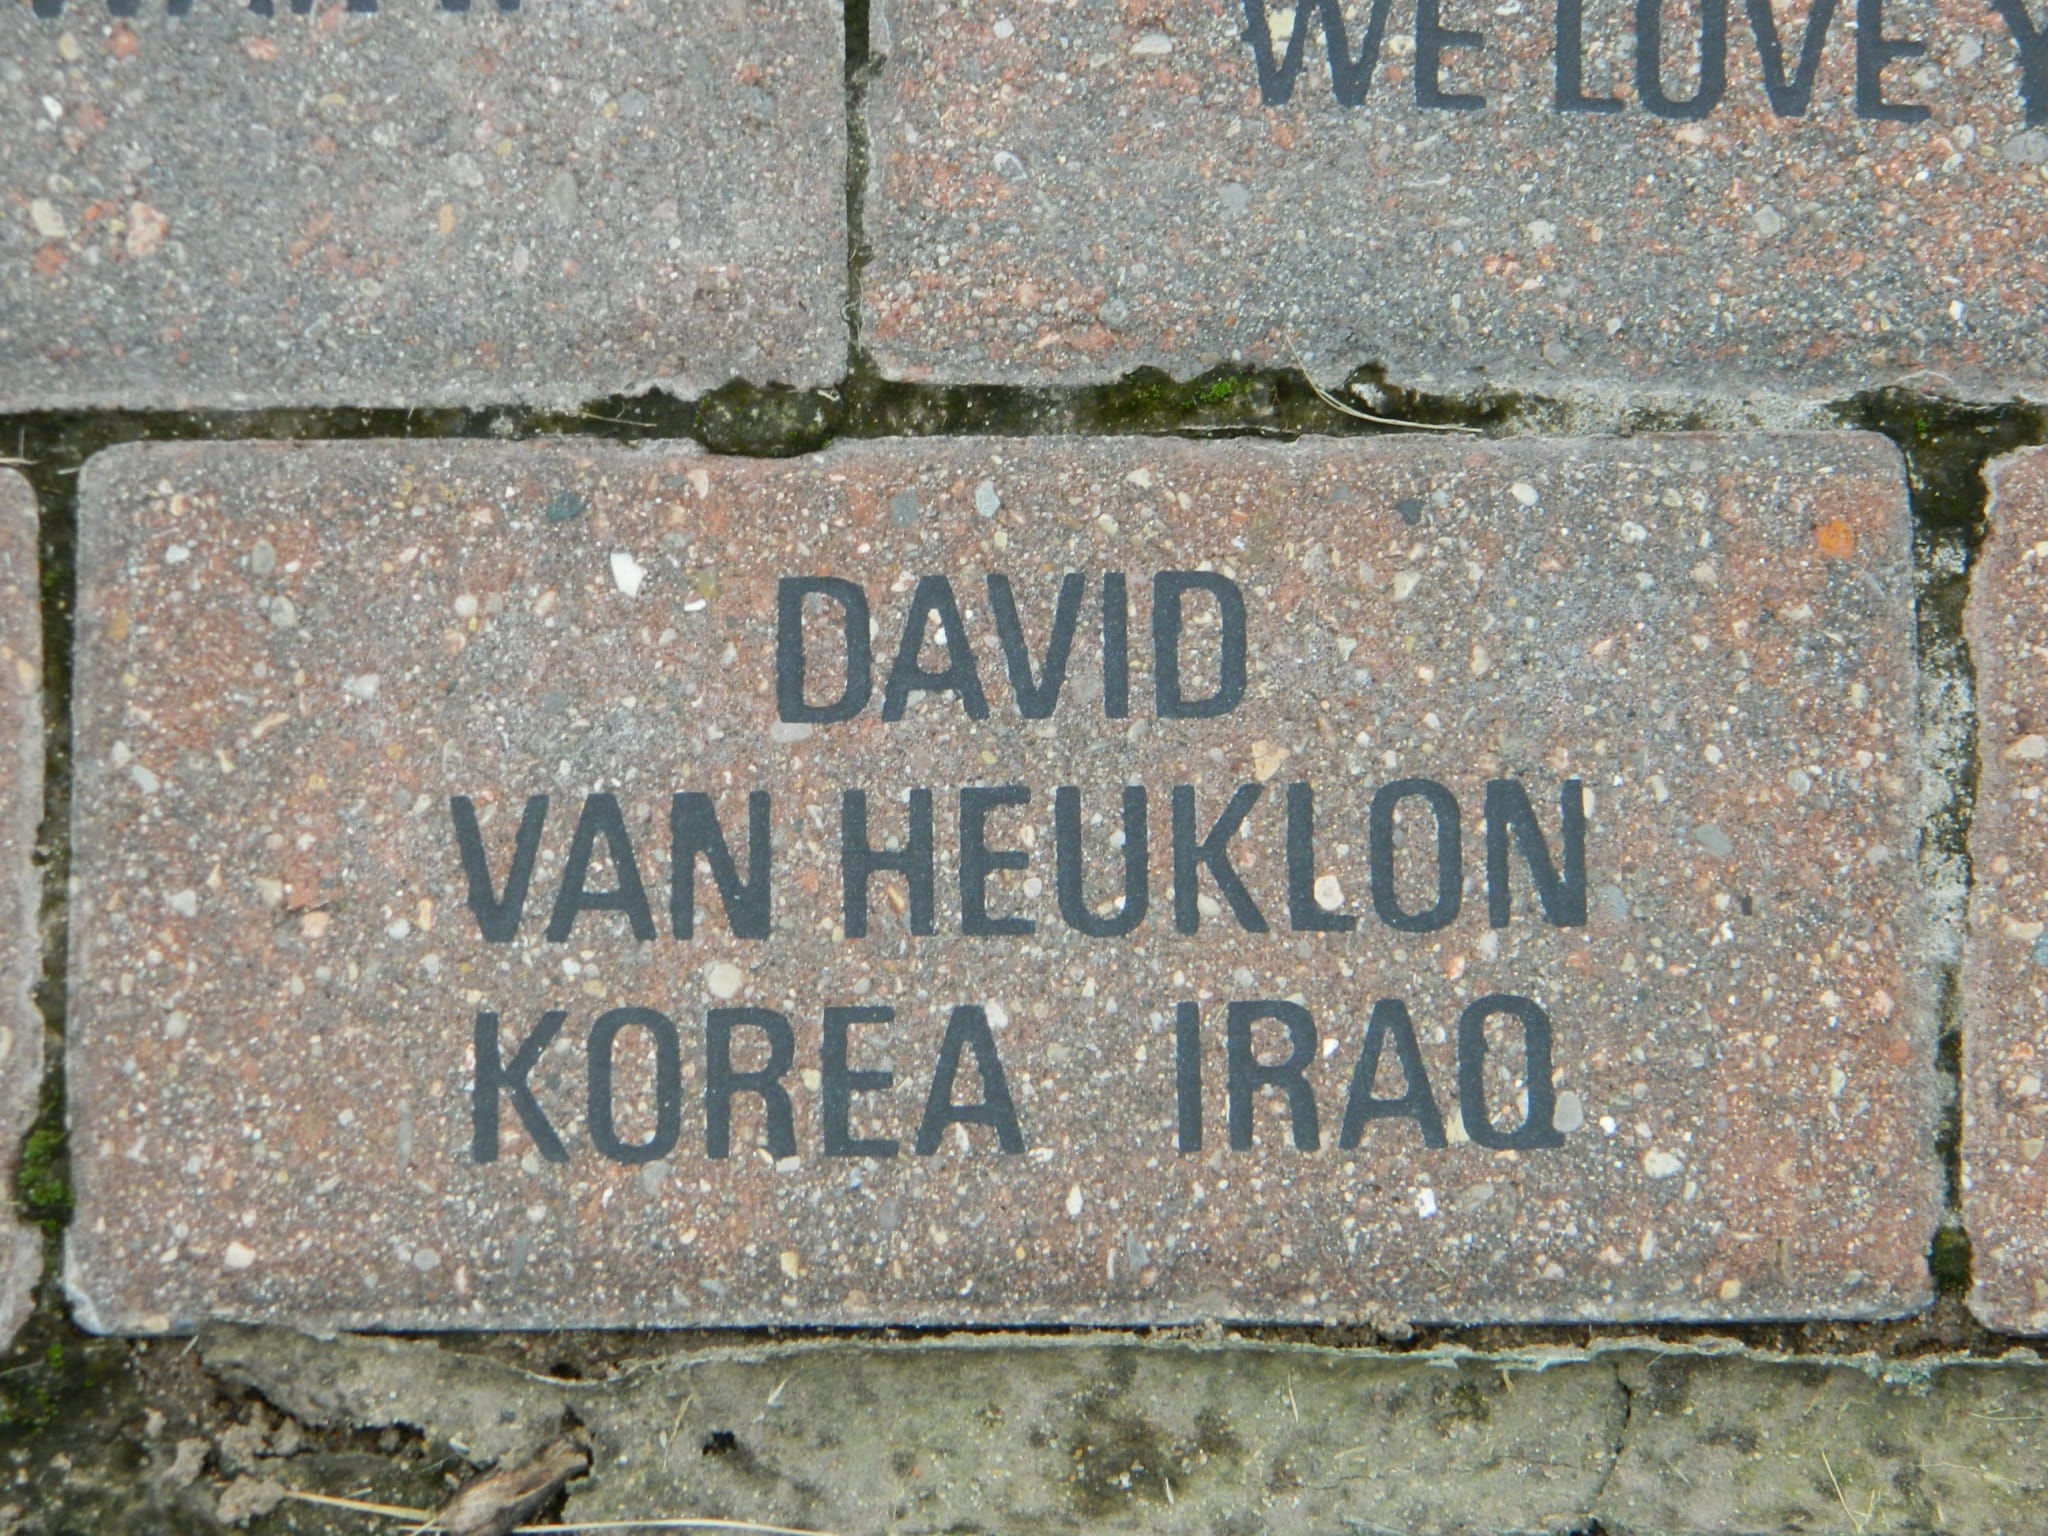 WE LOVE
DAVID
VAN HEUKLON
KOREA IRAQ